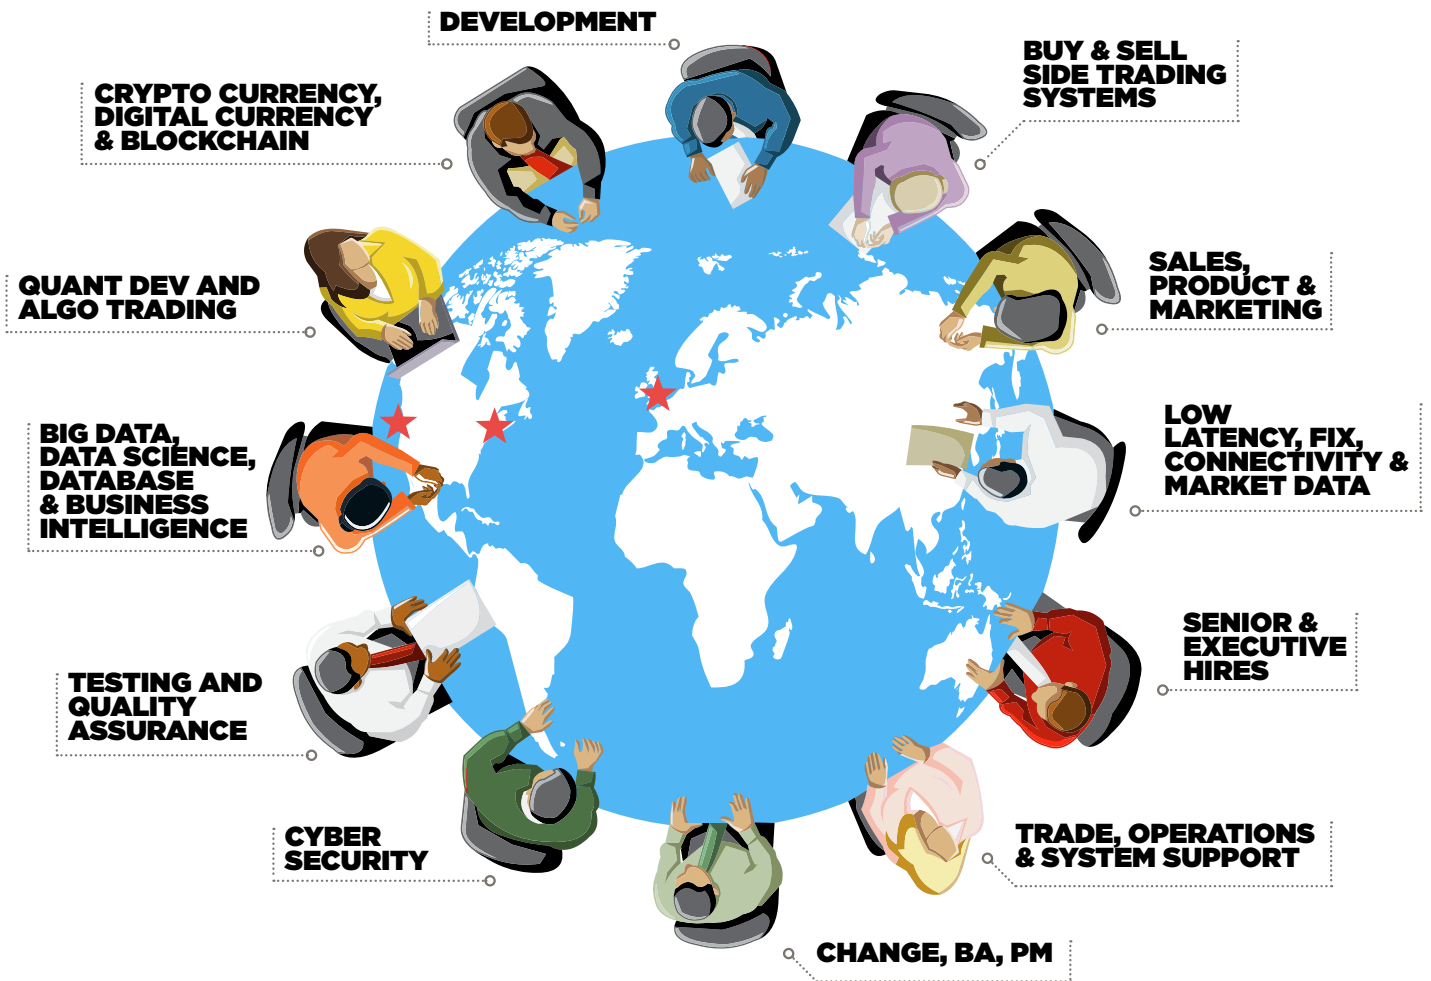 DEVELOPMENT
BUY & SELL
SIDE TRADING
SYSTEMS
CRYPTO CURRENCY,
DIGITAL CURRENCY
& BLOCKCHAIN
SALES,
PRODUCT &
MARKETING
QUANT DEV AND
ALGO TRADING
LOW
LATENCY, FIX,
CONNECTIVITY &
MARKET DATA
BIG DATA,
DATA SCIENCE,
DATABASE
& BUSINESS
INTELLIGENCE
SENIOR &
EXECUTIVE
HIRES
TESTING AND
QUALITY
ASSURANCE
TRADE, OPERATIONS
& SYSTEM SUPPORT
CYBER
SECURITY
CHANGE, BA, PM